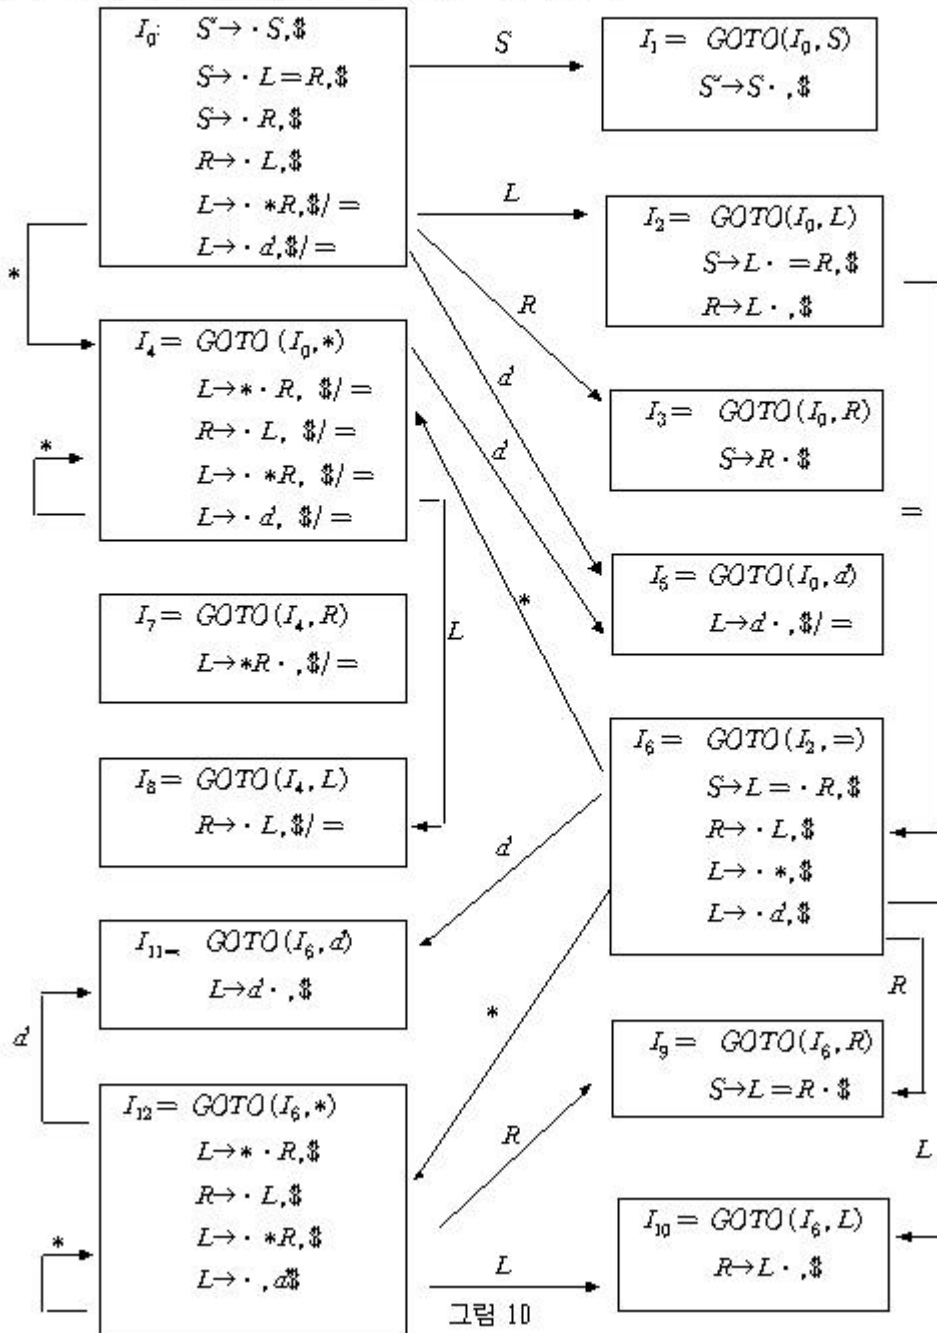 I₀: S′→ · S,$
S→ · L=R,$
S→ · R,$
R→ · L,$
L→ · *R,$/=
L→ · d,$/=
S
I₁= GOTO(I₀,S)
S′→S · ,$
*
L
I₂= GOTO(I₀,L)
S→L · =R,$
R→L · ,$
R
d
d
I₄= GOTO (I₀,*)
L→* · R, $/=
R→ · L, $/=
L→ · *R, $/=
L→ · d, $/=
*
I₃= GOTO(I₀,R)
S→R · $
=
I₅= GOTO(I₀,d)
L→d · ,$/=
*
L
I₇= GOTO(I₄,R)
L→*R · ,$/=
I₆= GOTO(I₂,=)
S→L= · R,$
R→ · L,$
L→ · *,$
L→ · d,$
I₈= GOTO(I₄,L)
R→ · L,$/=
d
I₁₁= GOTO(I₆,d)
L→d · ,$
*
R
d
I₉= GOTO(I₆,R)
S→L=R · $
I₁₂= GOTO(I₆,*)
L→* · R,$
R→ · L,$
L→ · *R,$
L→ · ,d$
R
L
*
L
I₁₀= GOTO(I₆,L)
R→L · ,$
그림 10